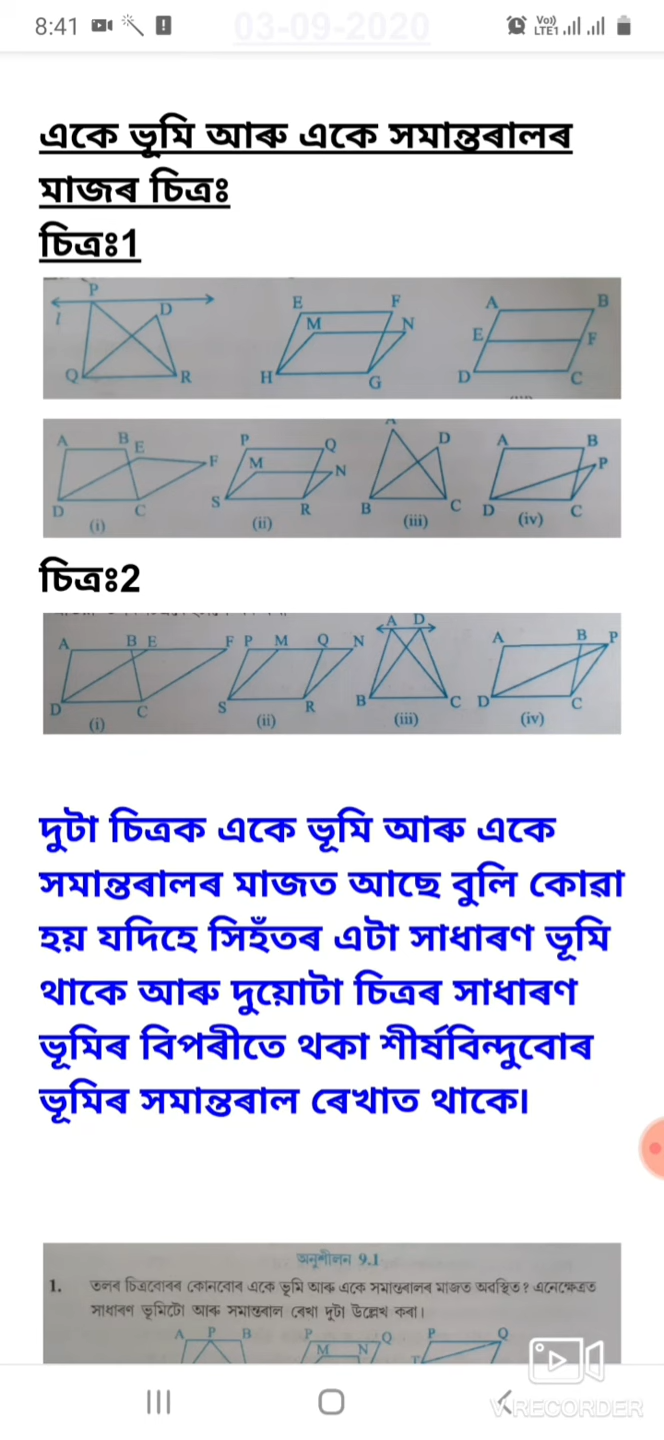 8:41
03-09-2020
Vo))
LTE1
একে ভূমি আৰু একে সমান্তৰালৰ
মাজৰ চিত্ৰঃ
চিত্ৰঃ1
P
l
D
Q
R
E
F
M
N
H
G
A
B
E
F
D
C
A
B
E
F
D
C
(i)
P
Q
M
N
S
R
(ii)
D
B
C
(iii)
A
B
P
D
C
(iv)
চিত্ৰঃ2
A
B E
F
D
C
(i)
P
M
Q
N
S
R
(ii)
A
D
B
C
(iii)
A
B
P
D
C
(iv)
দুটা চিত্ৰক একে ভূমি আৰু একে
সমান্তৰালৰ মাজত আছে বুলি কোৱা
হয় যদিহে সিহঁতৰ এটা সাধাৰণ ভূমি
থাকে আৰু দুয়োটা চিত্ৰৰ সাধাৰণ
ভূমিৰ বিপৰীতে থকা শীৰ্ষবিন্দুবোৰ
ভূমিৰ সমান্তৰাল ৰেখাত থাকে।
অনুশীলন 9.1
1. তলৰ চিত্ৰবোৰৰ কোনবোৰ একে ভূমি আৰু একে সমান্তৰালৰ মাজত অৱস্থিত? এনেক্ষেত্ৰত
সাধাৰণ ভূমিটো আৰু সমান্তৰাল ৰেখা দুটা উল্লেখ কৰা।
A
P
B
P
Q
M
N
P
Q
T
V RECORDER